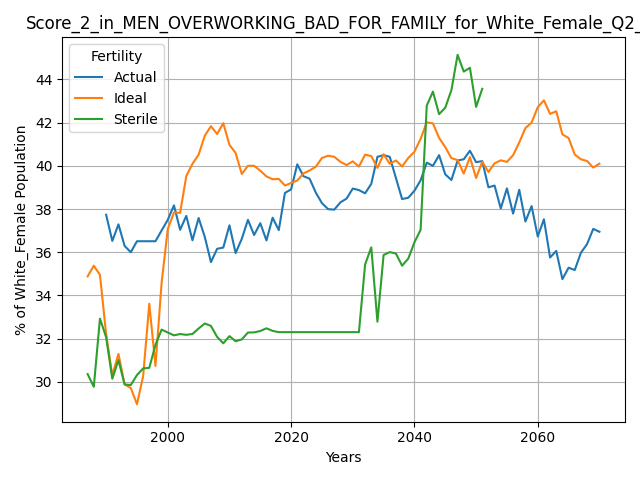 Score_2_in_MEN_OVERWORKING_BAD_FOR_FAMILY_for_White_Female_Q2_
Fertility
Actual
Ideal
Sterile
% of White_Female Population
44
42
40
38
36
34
32
30
2000
2020
2040
2060
Years